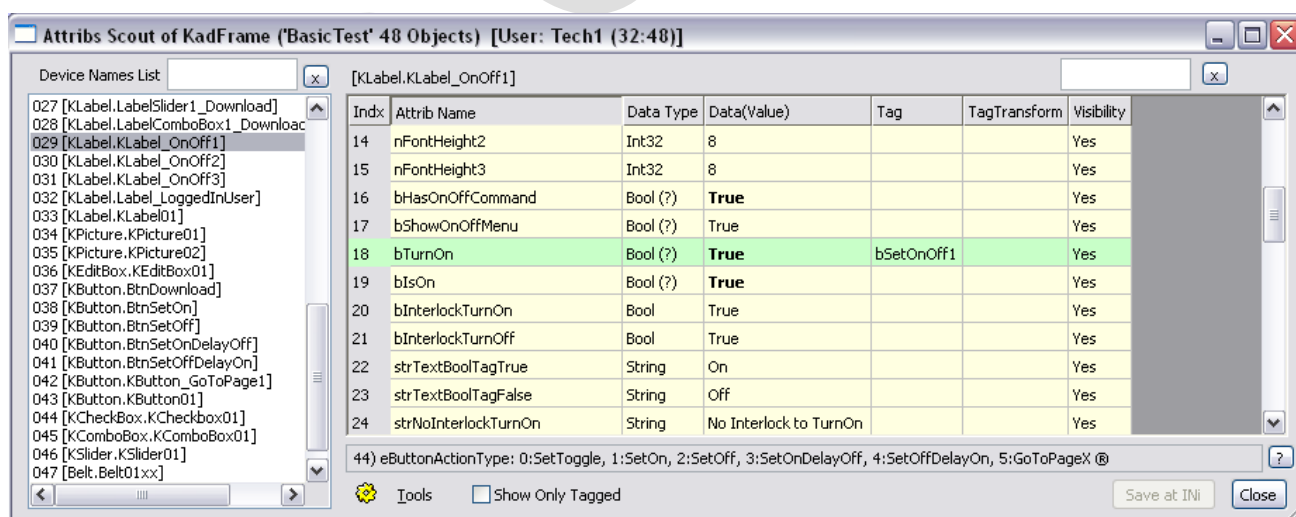 Attribs Scout of KadFrame ('BasicTest' 48 Objects) [User: Tech1 (32:48)]
Device Names List x
027 [KLabel.LabelSlider1_Download]
028 [KLabel.LabelComboBox1_Downloac
029 [KLabel.KLabel_OnOff1]
030 [KLabel.KLabel_OnOff2]
031 [KLabel.KLabel_OnOff3]
032 [KLabel.Label_LoggedInUser]
033 [KLabel.KLabel01]
034 [KPicture.KPicture01]
035 [KPicture.KPicture02]
036 [KEditBox.KEditBox01]
037 [KButton.BtnDownload]
038 [KButton.BtnSetOn]
039 [KButton.BtnSetOff]
040 [KButton.BtnSetOnDelayOff]
041 [KButton.BtnSetOffDelayOn]
042 [KButton.KButton_GoToPage1]
043 [KButton.KButton01]
044 [KCheckBox.KCheckbox01]
045 [KComboBox.KComboBox01]
046 [KSlider.KSlider01]
047 [Belt.Belt01xx]
[KLabel.KLabel_OnOff1] x
Indx Attrib Name Data Type Data(Value) Tag TagTransform Visibility
14 nFontHeight2 Int32 8 Yes
15 nFontHeight3 Int32 8 Yes
16 bHasOnOffCommand Bool (?) True Yes
17 bShowOnOffMenu Bool (?) True Yes
18 bTurnOn Bool (?) True bSetOnOff1 Yes
19 bIsOn Bool (?) True Yes
20 bInterlockTurnOn Bool True Yes
21 bInterlockTurnOff Bool True Yes
22 strTextBoolTagTrue String On Yes
23 strTextBoolTagFalse String Off Yes
24 strNoInterlockTurnOn String No Interlock to TurnOn Yes
44) eButtonActionType: 0:SetToggle, 1:SetOn, 2:SetOff, 3:SetOnDelayOff, 4:SetOffDelayOn, 5:GoToPageX ® ?
Tools Show Only Tagged Save at INi Close